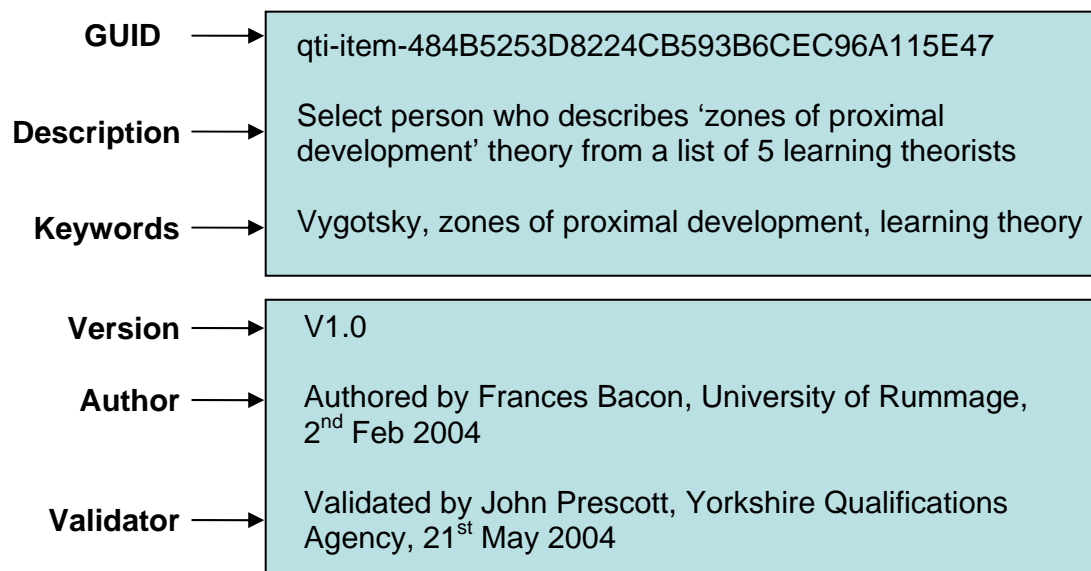 GUID
qti-item-484B5253D8224CB593B6CEC96A115E47
Description
Select person who describes ‘zones of proximal
development’ theory from a list of 5 learning theorists
Keywords
Vygotsky, zones of proximal development, learning theory
Version
V1.0
Author
Authored by Frances Bacon, University of Rummage,
2nd Feb 2004
Validator
Validated by John Prescott, Yorkshire Qualifications
Agency, 21st May 2004